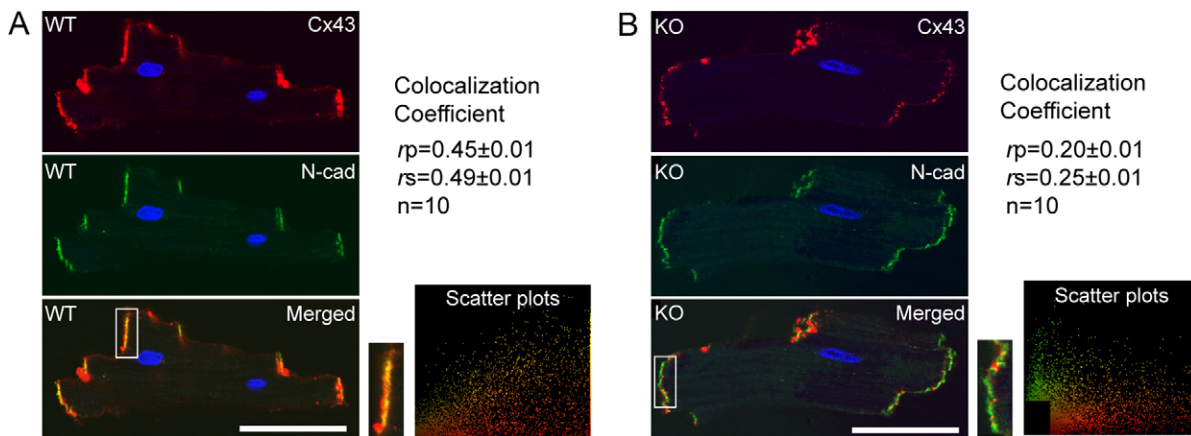 A
WT
Cx43
WT
N-cad
WT
Merged
Colocalization
Coefficient
rp=0.45±0.01
rs=0.49±0.01
n=10
Scatter plots
B
KO
Cx43
KO
N-cad
KO
Merged
Colocalization
Coefficient
rp=0.20±0.01
rs=0.25±0.01
n=10
Scatter plots